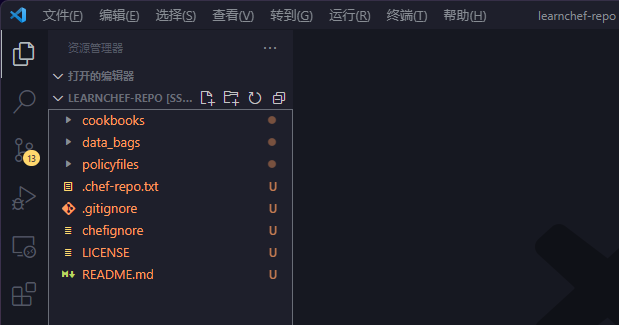 文件(F) 编辑(E) 选择(S) 查看(V) 转到(G) 运行(R) 终端(T) 帮助(H) learnchef-repo
资源管理器 ···
打开的编辑器
LEARNCHEF-REPO [SS...
cookbooks
data_bags
policyfiles
13
.chef-repo.txt U
.gitignore U
chefignore U
LICENSE U
README.md U